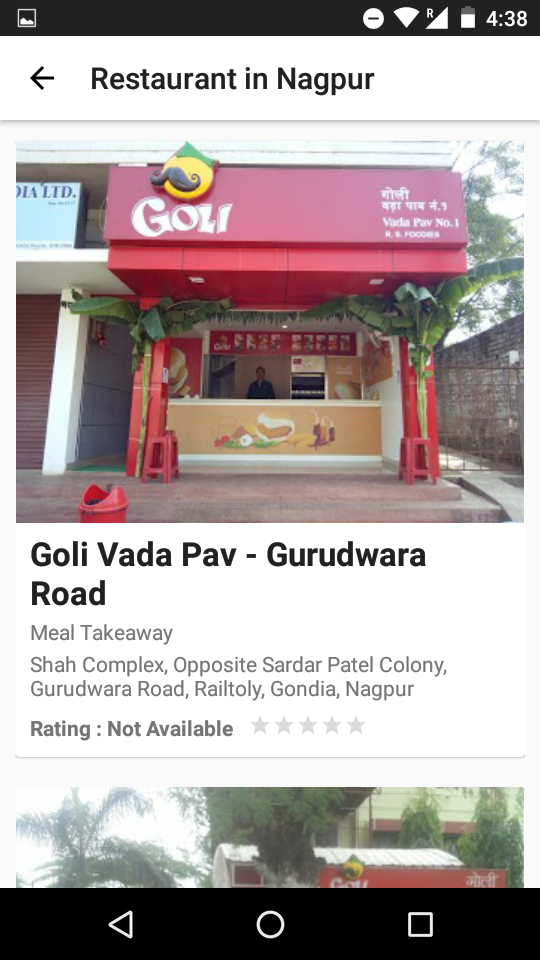 R 4:38
Restaurant in Nagpur
DIA LTD.
GOLI
गोली
वड़ा पाव नं.१
Vada Pav No.1
R. S. FOODIES
Goli Vada Pav - Gurudwara
Road
Meal Takeaway
Shah Complex, Opposite Sardar Patel Colony,
Gurudwara Road, Railtoly, Gondia, Nagpur
Rating : Not Available
गोली